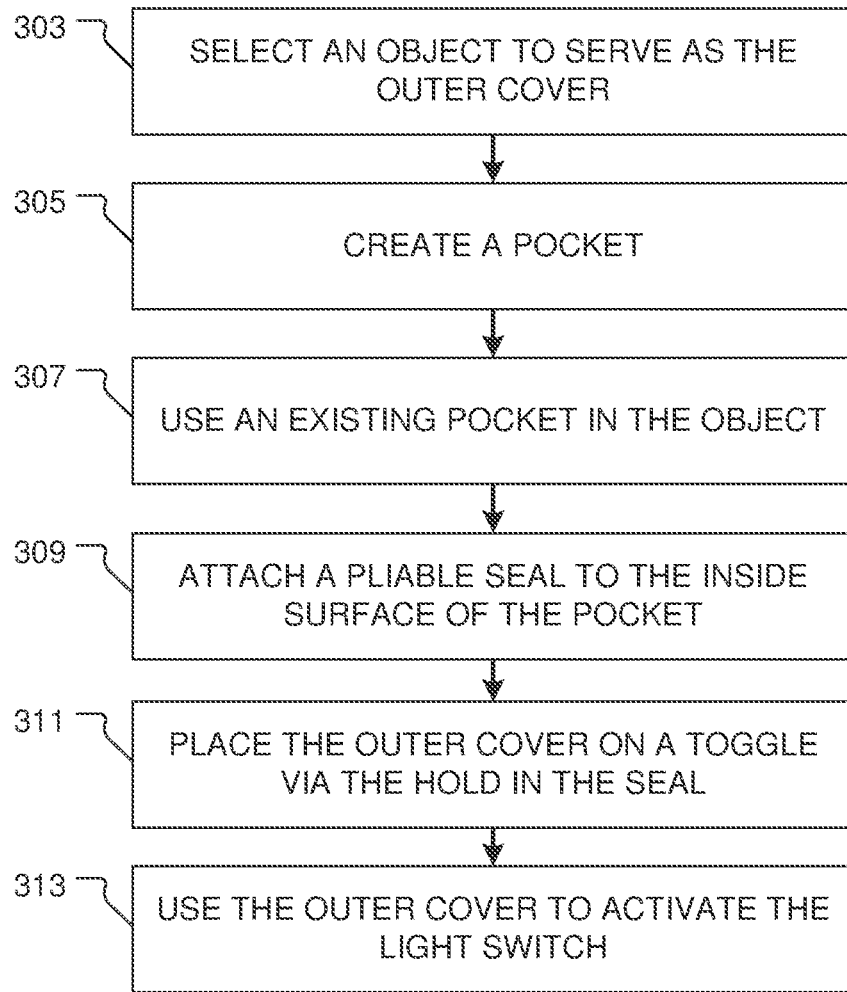 303
SELECT AN OBJECT TO SERVE AS THE
OUTER COVER
305
CREATE A POCKET
307
USE AN EXISTING POCKET IN THE OBJECT
309
ATTACH A PLIABLE SEAL TO THE INSIDE
SURFACE OF THE POCKET
311
PLACE THE OUTER COVER ON A TOGGLE
VIA THE HOLD IN THE SEAL
313
USE THE OUTER COVER TO ACTIVATE THE
LIGHT SWITCH